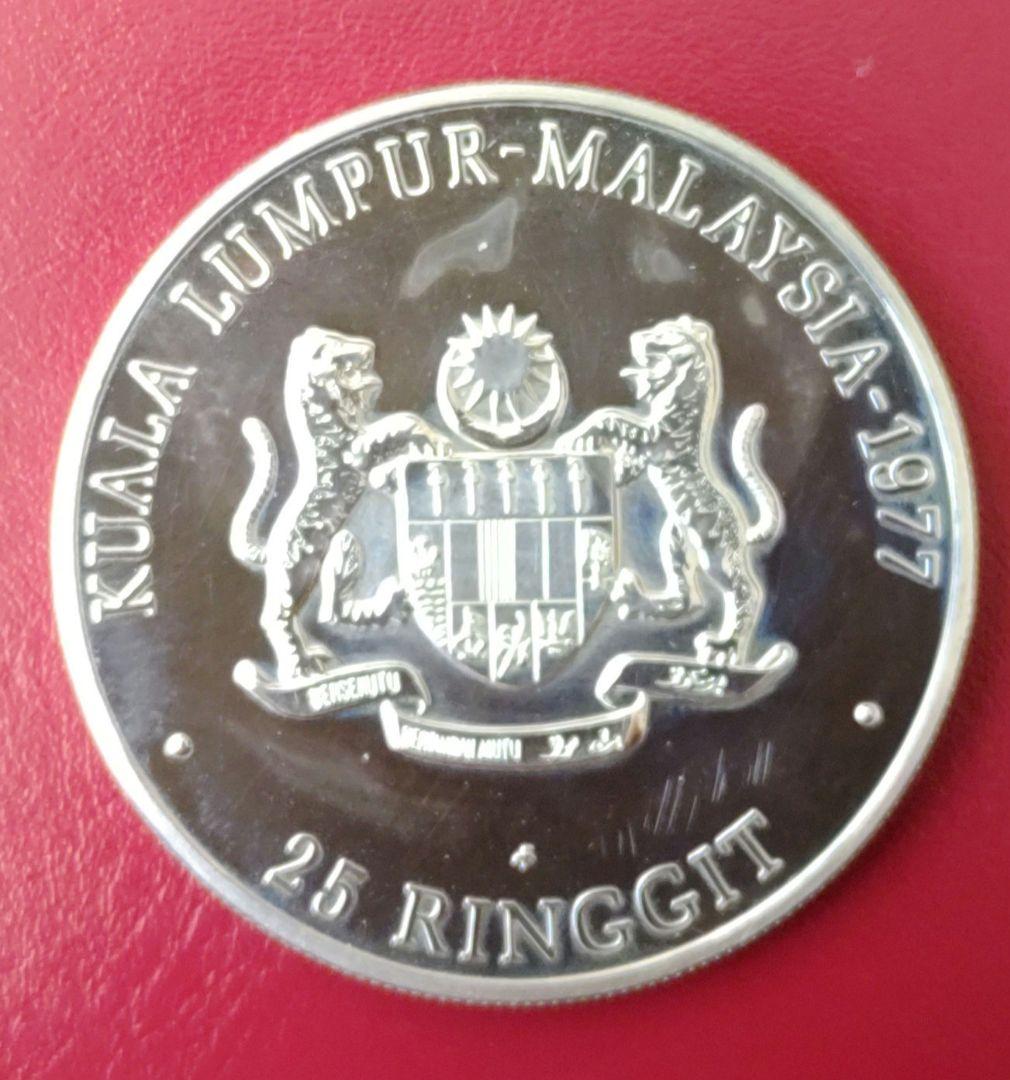 KUALA LUMPUR-MALAYSIA-1977
BERSEKUTU
BERTAMBAH MUTU
25 RINGGIT